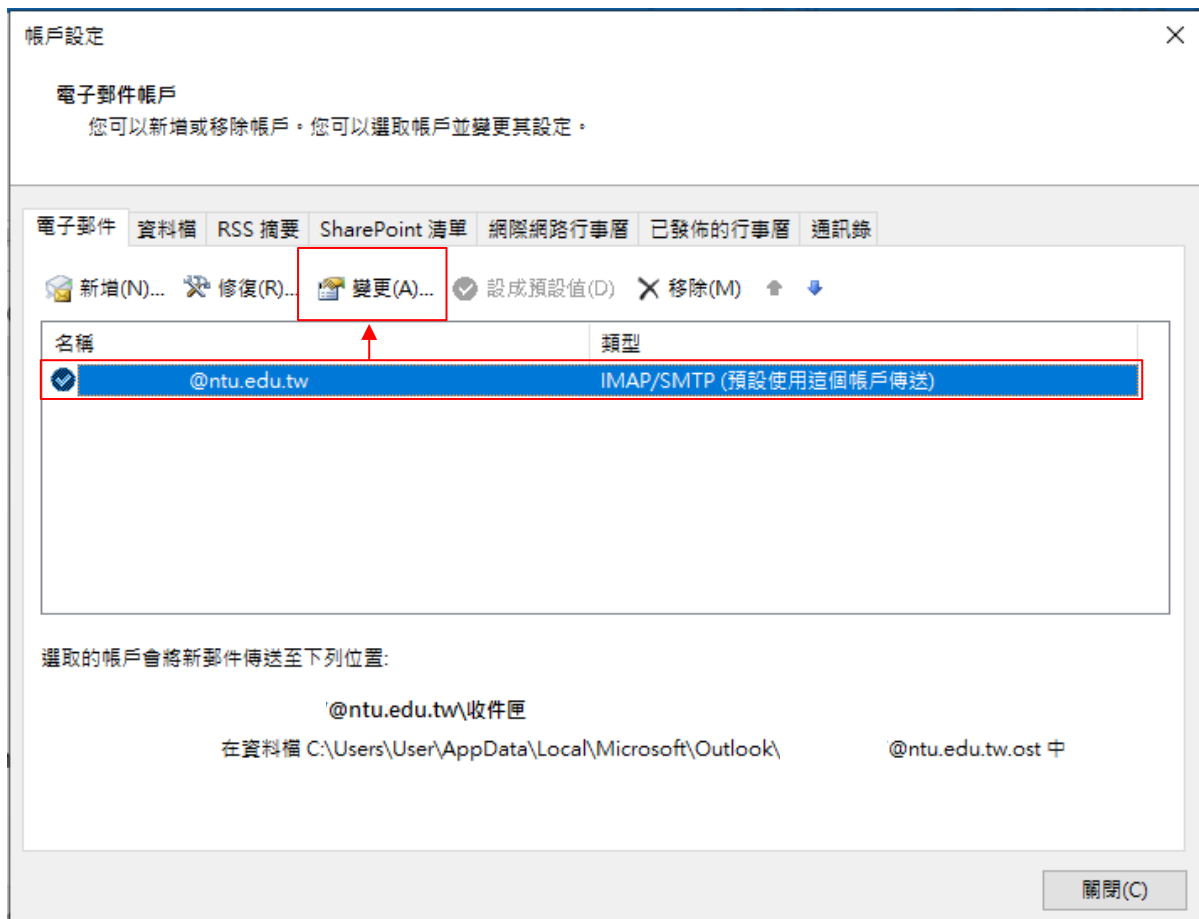 帳戶設定
電子郵件帳戶
您可以新增或移除帳戶。您可以選取帳戶並變更其設定。
電子郵件 資料檔 RSS 摘要 SharePoint 清單 網際網路行事曆 已發佈的行事曆 通訊錄
新增(N)... 修復(R)... 變更(A)... 設成預設值(D) 移除(M)
名稱 類型
@ntu.edu.tw IMAP/SMTP (預設使用這個帳戶傳送)
選取的帳戶會將新郵件傳送至下列位置:
@ntu.edu.tw\收件匣
在資料檔 C:\Users\User\AppData\Local\Microsoft\Outlook\ @ntu.edu.tw.ost 中
關閉(C)